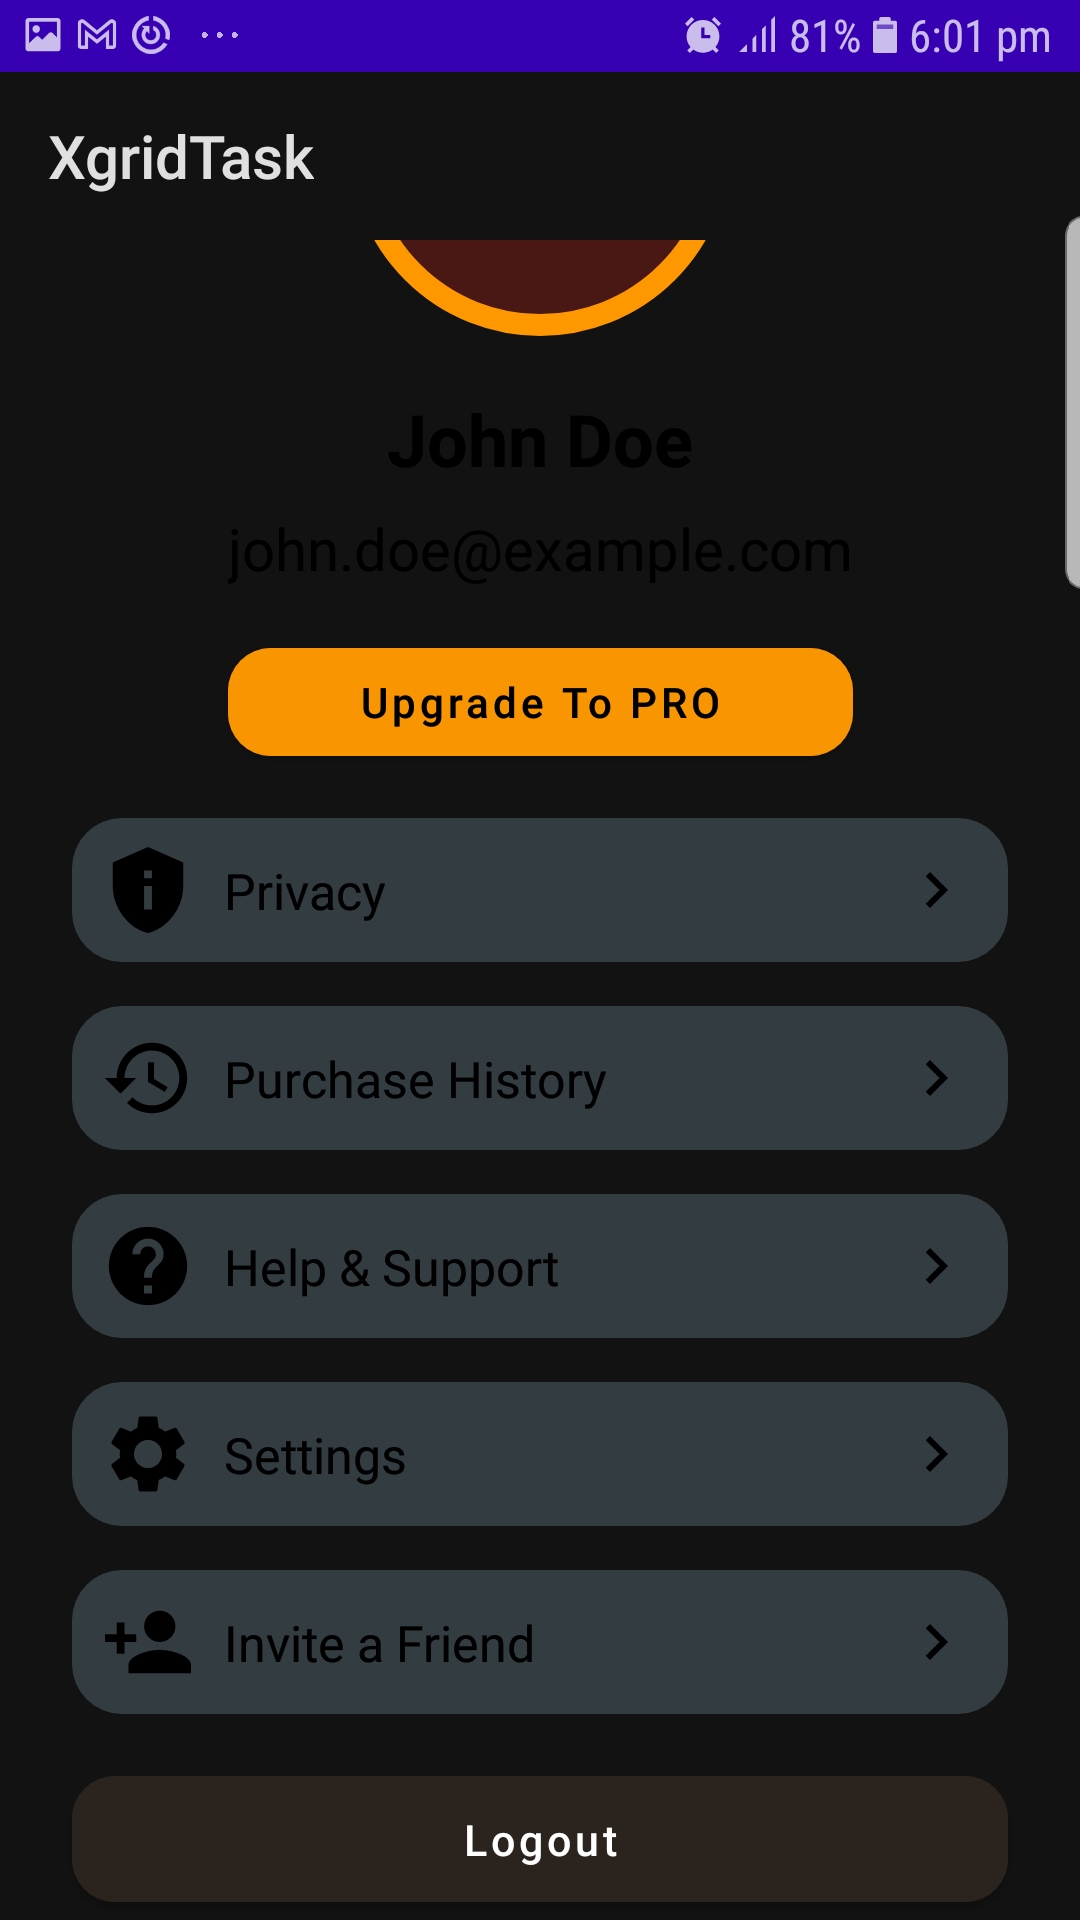 81% 6:01 pm
XgridTask
John Doe
john.doe@example.com
Upgrade To PRO
Privacy
Purchase History
Help & Support
Settings
Invite a Friend
Logout